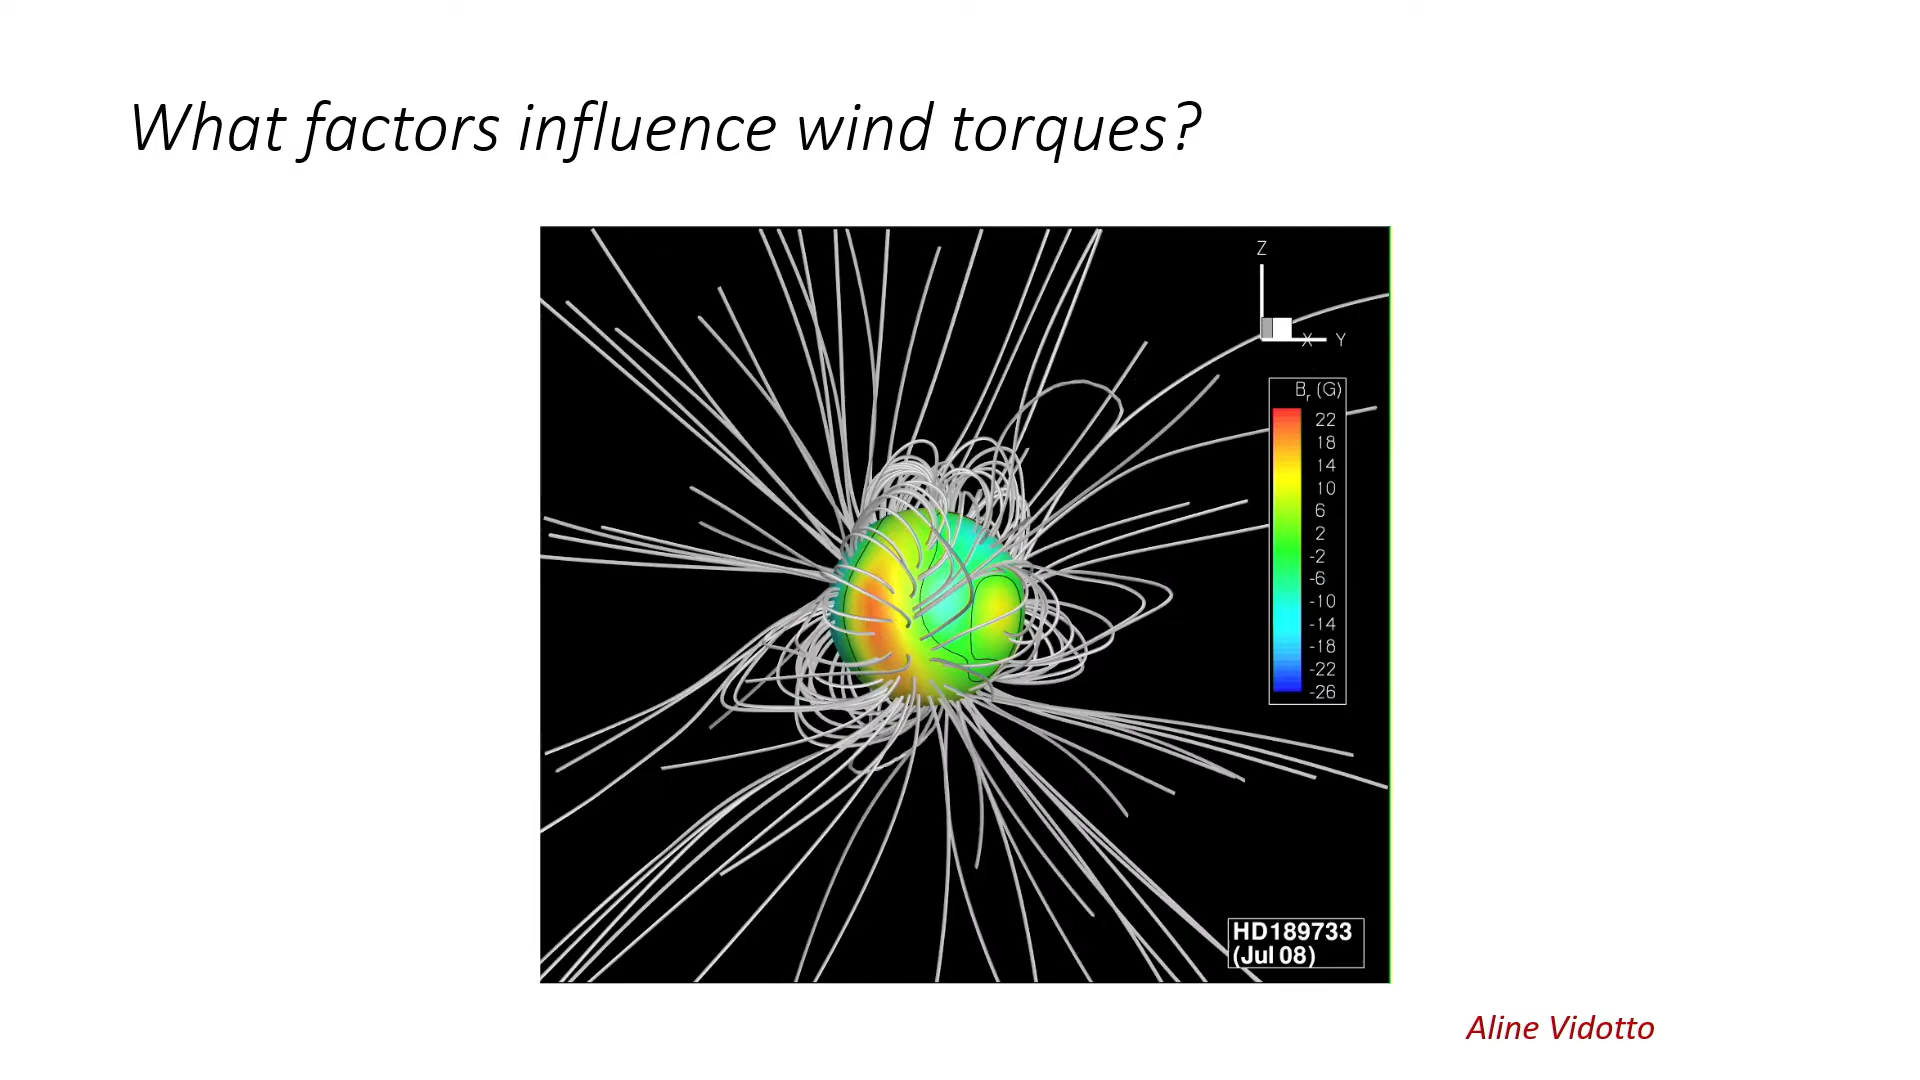 What factors influence wind torques?
Z
X Y
Br (G)
22
18
14
10
6
2
-2
-6
-10
-14
-18
-22
-26
HD189733
(Jul 08)
Aline Vidotto